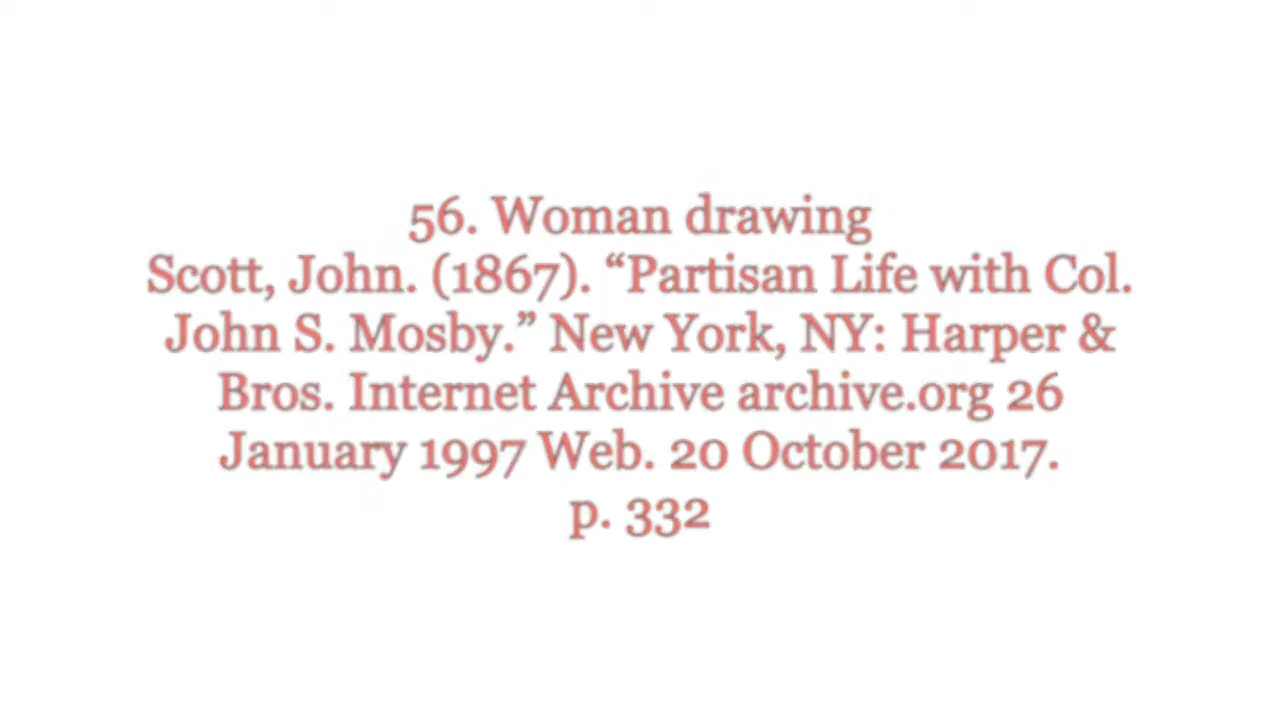 56. Woman drawing
Scott, John. (1867). “Partisan Life with Col.
John S. Mosby.” New York, NY: Harper &
Bros. Internet Archive archive.org 26
January 1997 Web. 20 October 2017.
p. 332